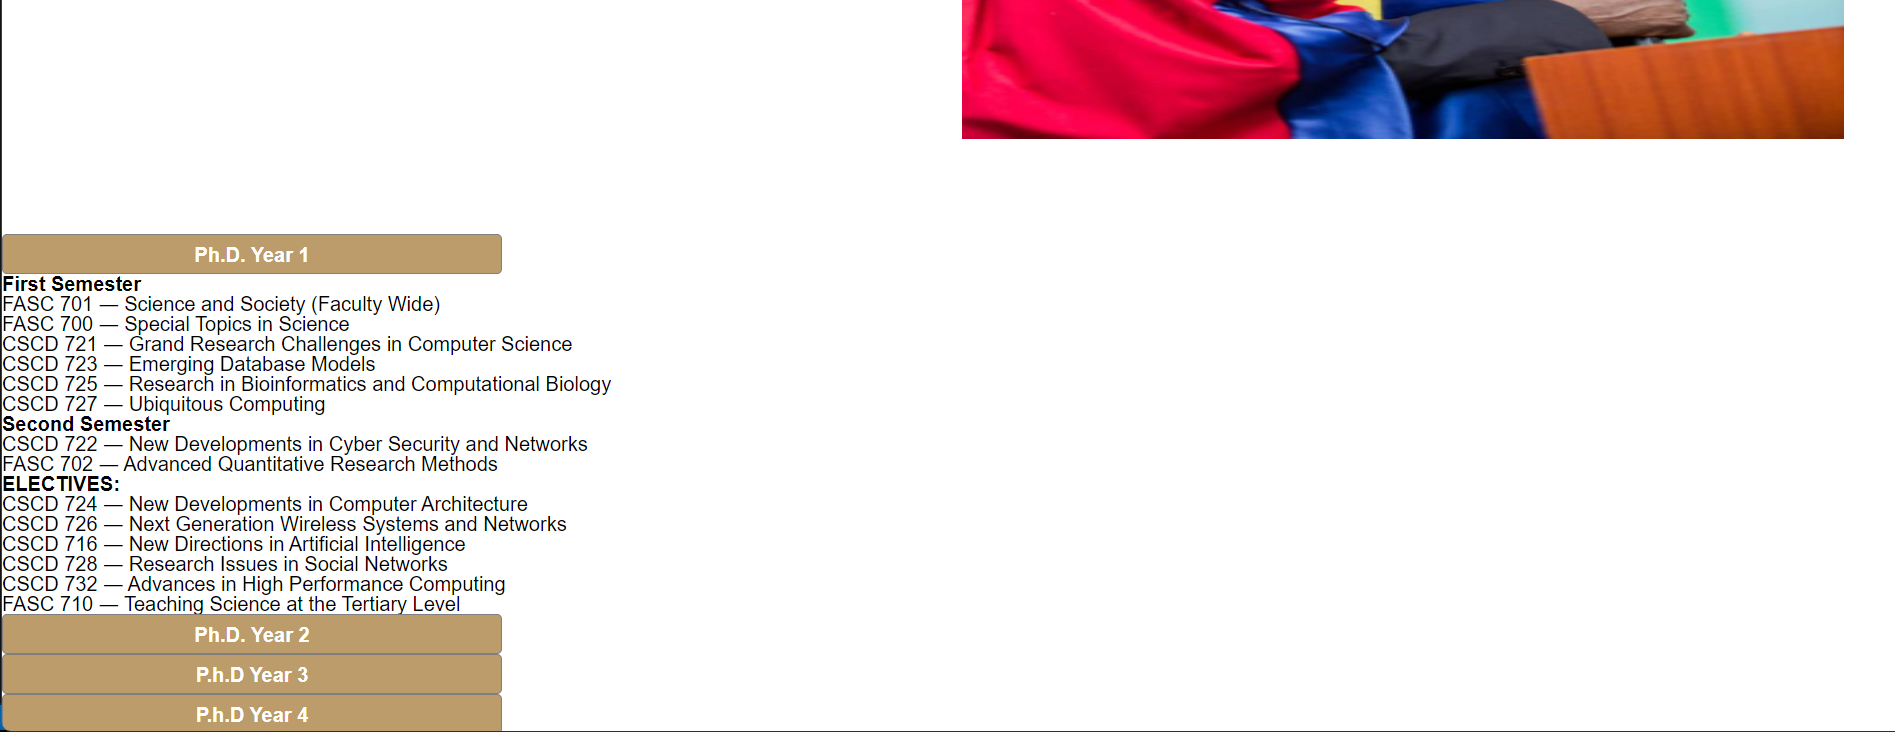 Ph.D. Year 1
First Semester
FASC 701 — Science and Society (Faculty Wide)
FASC 700 — Special Topics in Science
CSCD 721 — Grand Research Challenges in Computer Science
CSCD 723 — Emerging Database Models
CSCD 725 — Research in Bioinformatics and Computational Biology
CSCD 727 — Ubiquitous Computing
Second Semester
CSCD 722 — New Developments in Cyber Security and Networks
FASC 702 — Advanced Quantitative Research Methods
ELECTIVES:
CSCD 724 — New Developments in Computer Architecture
CSCD 726 — Next Generation Wireless Systems and Networks
CSCD 716 — New Directions in Artificial Intelligence
CSCD 728 — Research Issues in Social Networks
CSCD 732 — Advances in High Performance Computing
FASC 710 — Teaching Science at the Tertiary Level
Ph.D. Year 2
P.h.D Year 3
P.h.D Year 4